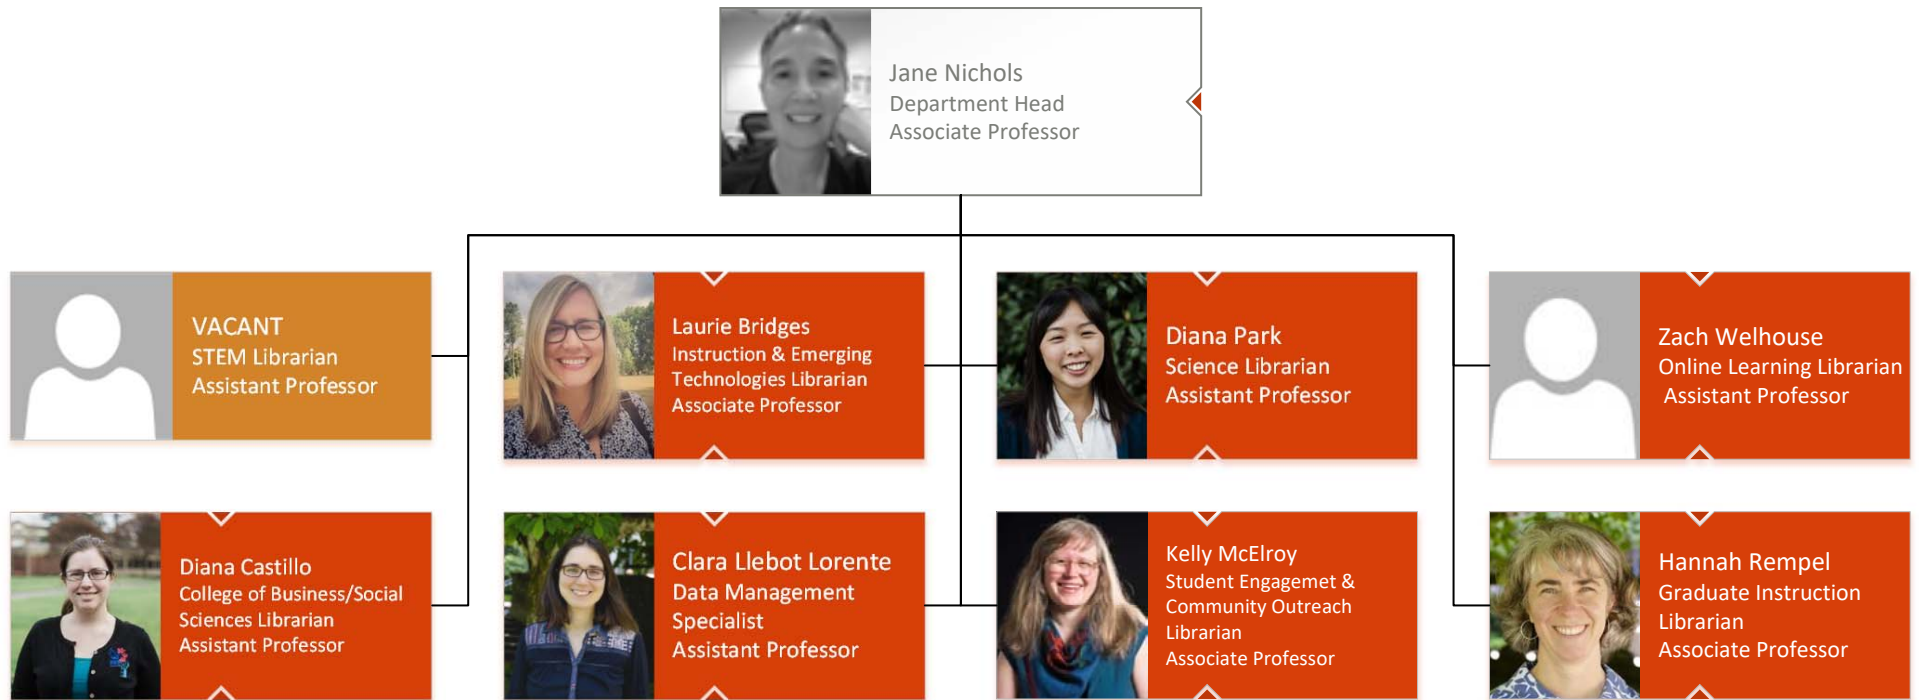 Jane Nichols
Department Head
Associate Professor
VACANT
STEM Librarian
Assistant Professor
Laurie Bridges
Instruction & Emerging
Technologies Librarian
Associate Professor
Diana Park
Science Librarian
Assistant Professor
Zach Welhouse
Online Learning Librarian
Assistant Professor
Diana Castillo
College of Business/Social
Sciences Librarian
Assistant Professor
Clara Llebot Lorente
Data Management
Specialist
Assistant Professor
Kelly McElroy
Student Engagemet &
Community Outreach
Librarian
Associate Professor
Hannah Rempel
Graduate Instruction
Librarian
Associate Professor